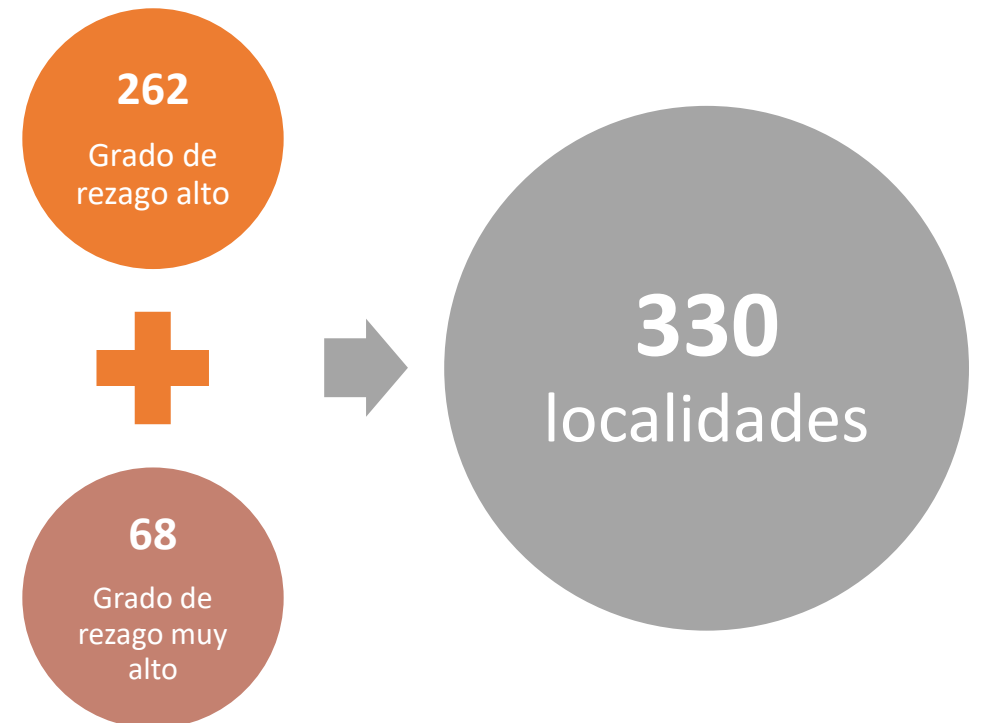 262
Grado de
rezago alto
68
Grado de
rezago muy
alto
330
localidades